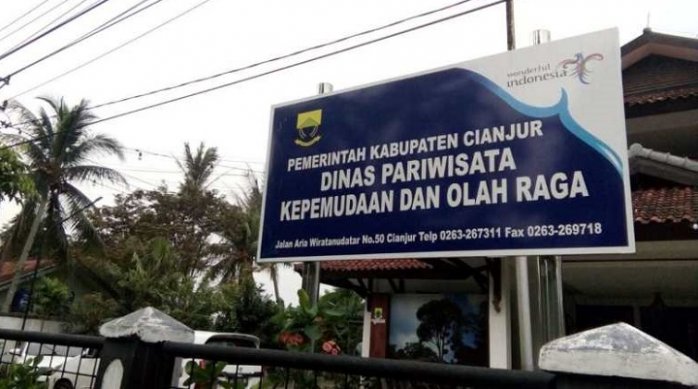 wonderful
indonesia
PEMERINTAH KABUPATEN CIANJUR
DINAS PARIWISATA
KEPEMUDAAN DAN OLAH RAGA
Jalan Aria Wiratanudatar No.50 Cianjur Telp 0263-267311 Fax 0263-269718